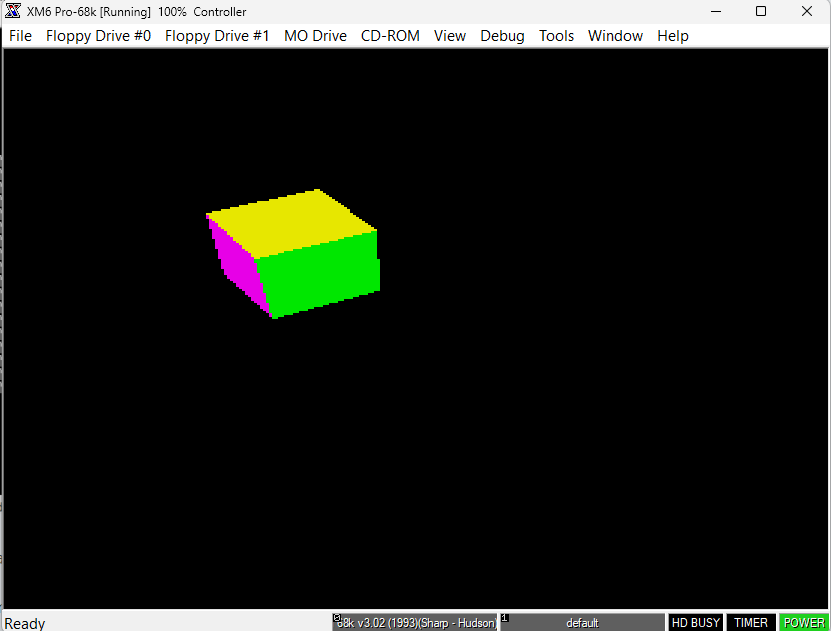 XM6 Pro-68k [Running] 100% Controller
File Floppy Drive #0 Floppy Drive #1 MO Drive CD-ROM View Debug Tools Window Help
Ready 0 68k v3.02 (1993)(Sharp - Hudson) 1 default HD BUSY TIMER POWER